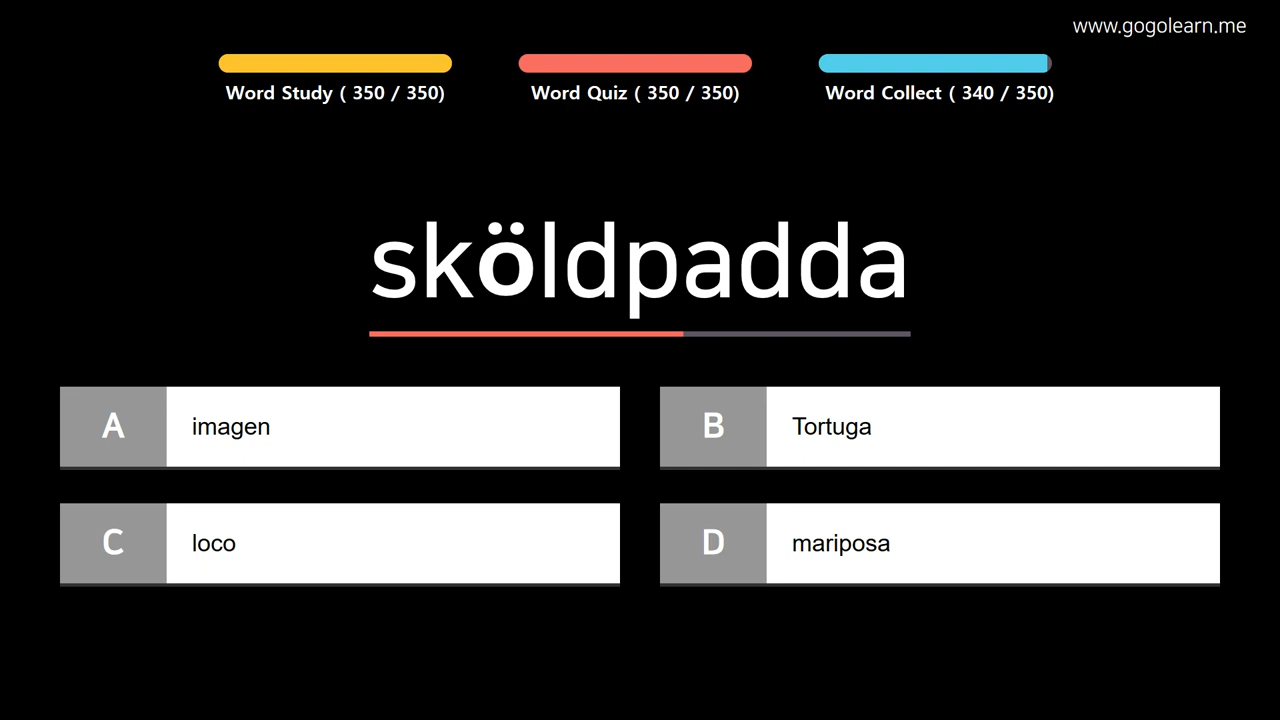 www.gogolearn.me
Word Study ( 350 / 350)
Word Quiz ( 350 / 350)
Word Collect ( 340 / 350)
sköldpadda
A imagen
B Tortuga
C loco
D mariposa